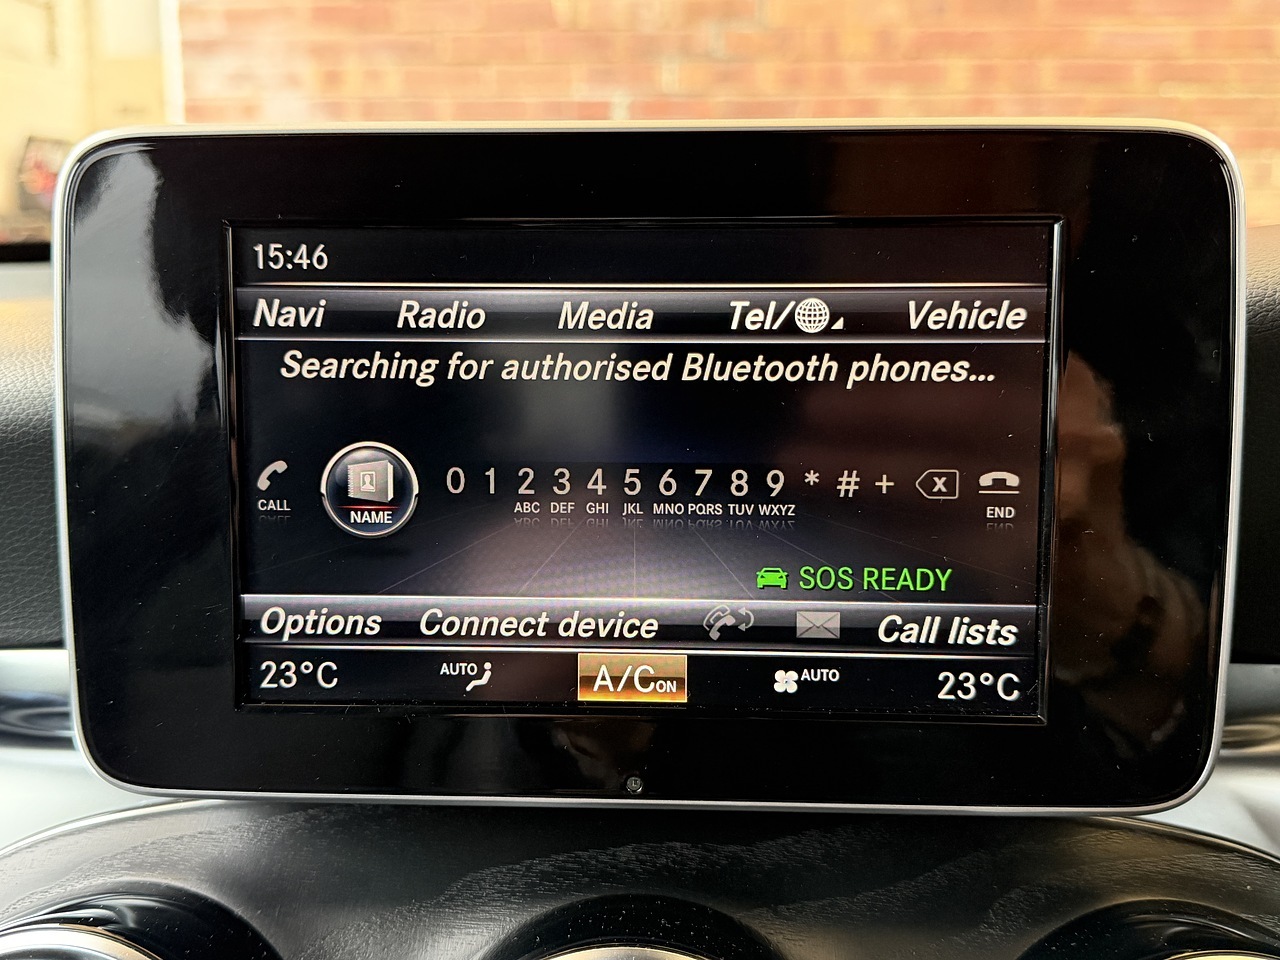 15:46
Navi Radio Media Tel/ Vehicle
Searching for authorised Bluetooth phones...
CALL NAME 0 1 2 ABC 3 DEF 4 GHI 5 JKL 6 MNO 7 PQRS 8 TUV 9 WXYZ * # + X END
SOS READY
Options Connect device Call lists
23°C AUTO A/C ON AUTO 23°C